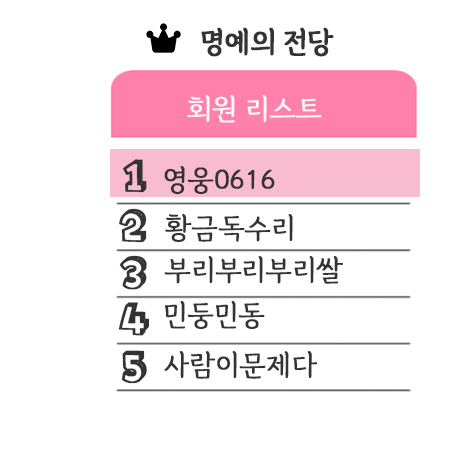 명예의 전당
회원 리스트
1 영웅0616
2 황금독수리
3 부리부리부리쌀
4 민둥민동
5 사람이문제다